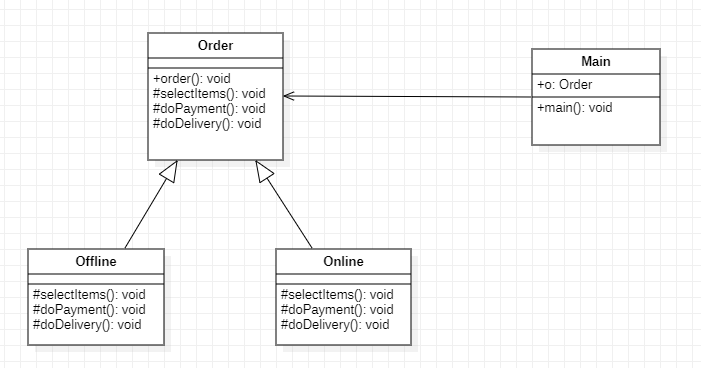 Order
+order(): void
#selectItems(): void
#doPayment(): void
#doDelivery(): void
Main
+o: Order
+main(): void
Offline
#selectItems(): void
#doPayment(): void
#doDelivery(): void
Online
#selectItems(): void
#doPayment(): void
#doDelivery(): void